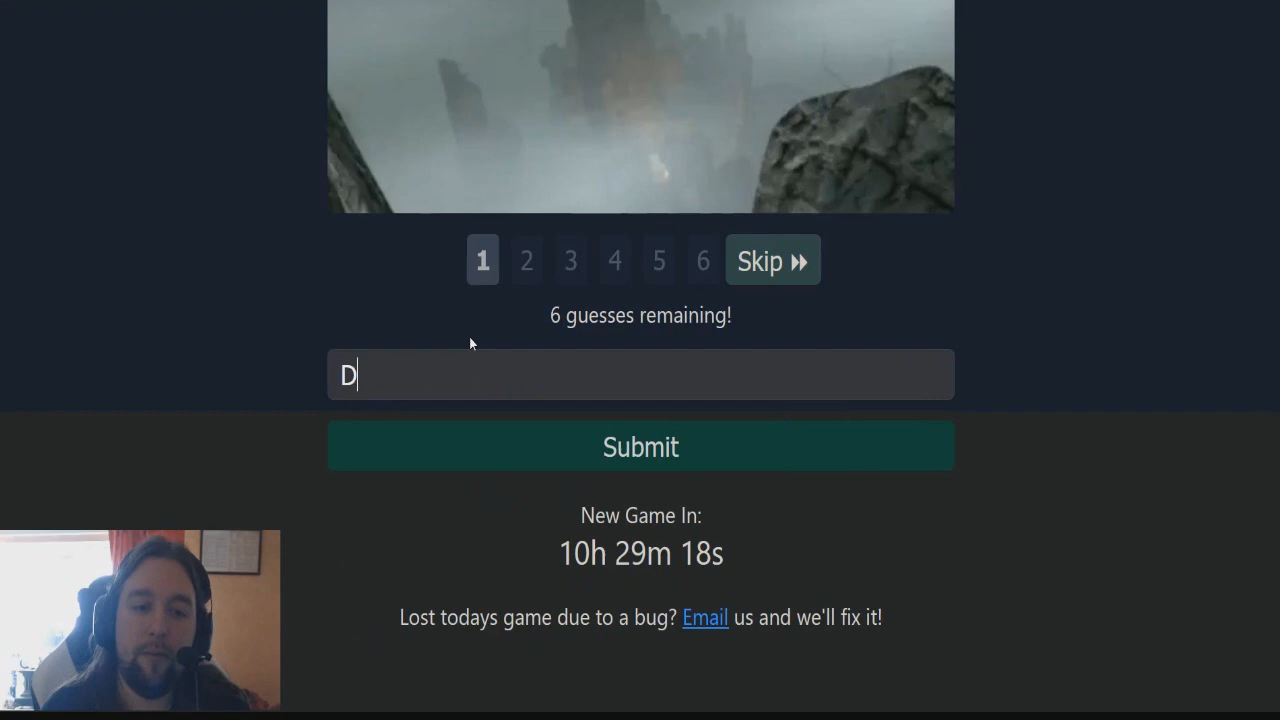 1 2 3 4 5 6 Skip
6 guesses remaining!
D
Submit
New Game In:
10h 29m 18s
Lost todays game due to a bug? Email us and we'll fix it!